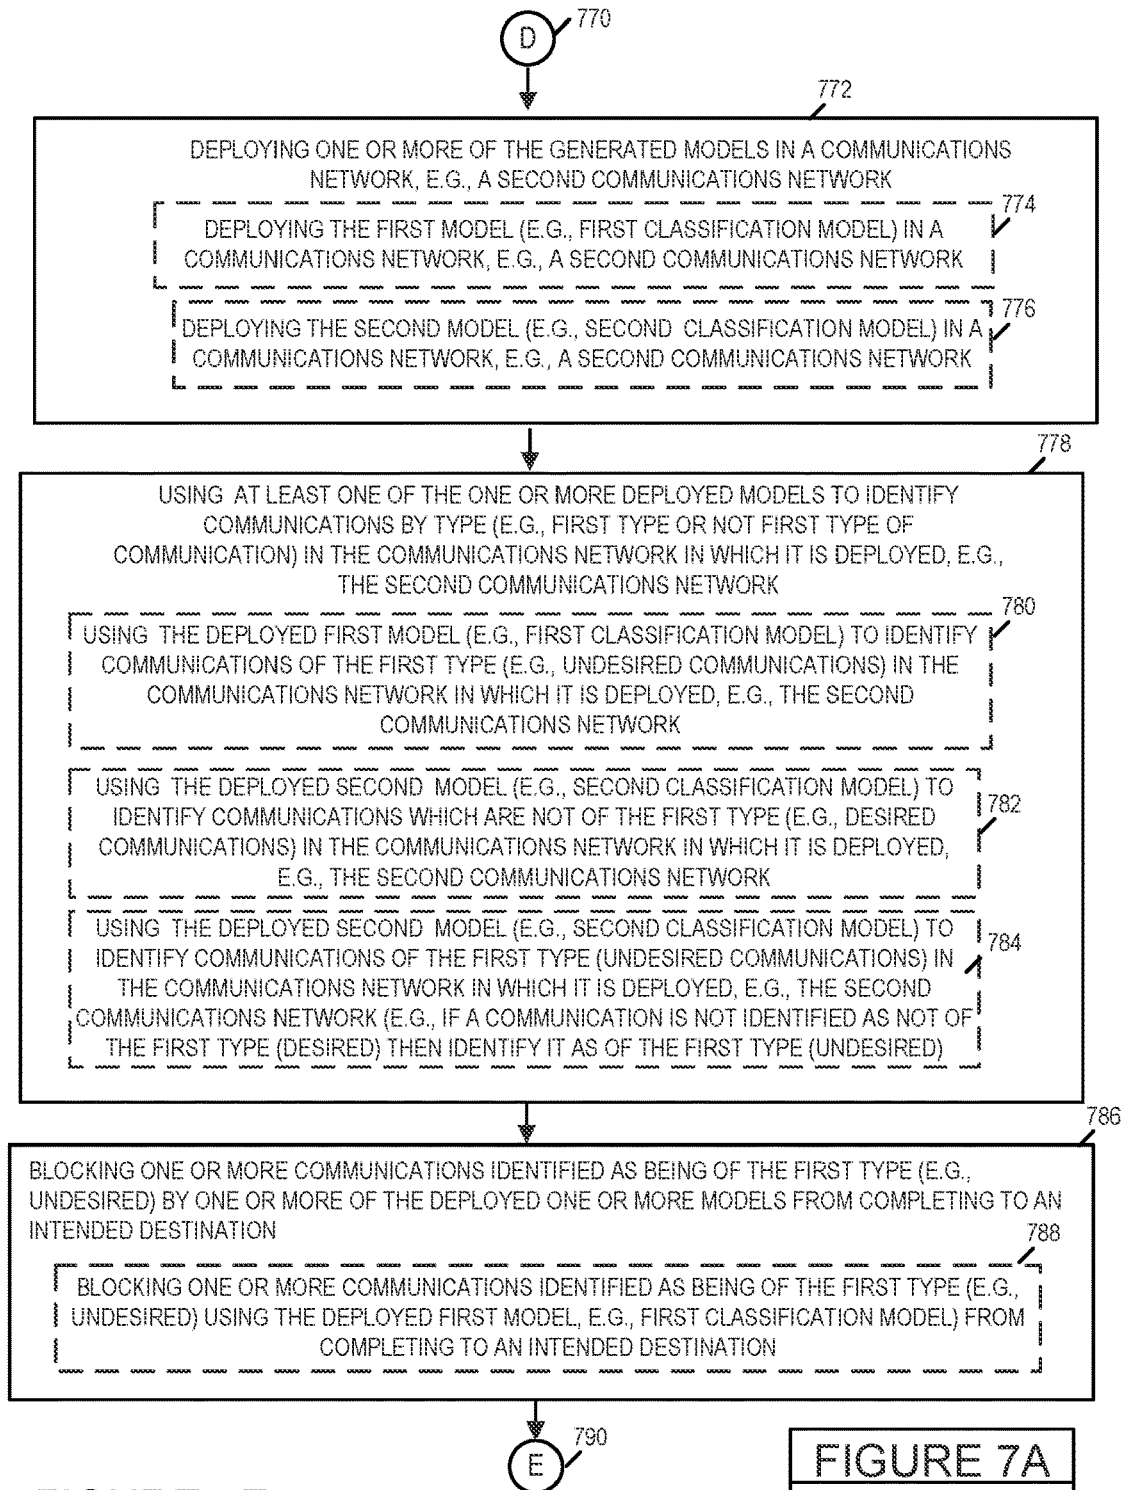 D
770
772
DEPLOYING ONE OR MORE OF THE GENERATED MODELS IN A COMMUNICATIONS
NETWORK, E.G., A SECOND COMMUNICATIONS NETWORK
774
DEPLOYING THE FIRST MODEL (E.G., FIRST CLASSIFICATION MODEL) IN A
COMMUNICATIONS NETWORK, E.G., A SECOND COMMUNICATIONS NETWORK
776
DEPLOYING THE SECOND MODEL (E.G., SECOND CLASSIFICATION MODEL) IN A
COMMUNICATIONS NETWORK, E.G., A SECOND COMMUNICATIONS NETWORK
778
USING AT LEAST ONE OF THE ONE OR MORE DEPLOYED MODELS TO IDENTIFY
COMMUNICATIONS BY TYPE (E.G., FIRST TYPE OR NOT FIRST TYPE OF
COMMUNICATION) IN THE COMMUNICATIONS NETWORK IN WHICH IT IS DEPLOYED, E.G.,
THE SECOND COMMUNICATIONS NETWORK
780
USING THE DEPLOYED FIRST MODEL (E.G., FIRST CLASSIFICATION MODEL) TO IDENTIFY
COMMUNICATIONS OF THE FIRST TYPE (E.G., UNDESIRED COMMUNICATIONS) IN THE
COMMUNICATIONS NETWORK IN WHICH IT IS DEPLOYED, E.G., THE SECOND
COMMUNICATIONS NETWORK
USING THE DEPLOYED SECOND MODEL (E.G., SECOND CLASSIFICATION MODEL) TO
782
IDENTIFY COMMUNICATIONS WHICH ARE NOT OF THE FIRST TYPE (E.G., DESIRED
COMMUNICATIONS) IN THE COMMUNICATIONS NETWORK IN WHICH IT IS DEPLOYED,
E.G., THE SECOND COMMUNICATIONS NETWORK
USING THE DEPLOYED SECOND MODEL (E.G., SECOND CLASSIFICATION MODEL) TO
784
IDENTIFY COMMUNICATIONS OF THE FIRST TYPE (UNDESIRED COMMUNICATIONS) IN
THE COMMUNICATIONS NETWORK IN WHICH IT IS DEPLOYED, E.G., THE SECOND
COMMUNICATIONS NETWORK (E.G., IF A COMMUNICATION IS NOT IDENTIFIED AS NOT OF
THE FIRST TYPE (DESIRED) THEN IDENTIFY IT AS OF THE FIRST TYPE (UNDESIRED)
786
BLOCKING ONE OR MORE COMMUNICATIONS IDENTIFIED AS BEING OF THE FIRST TYPE (E.G.,
UNDESIRED) BY ONE OR MORE OF THE DEPLOYED ONE OR MORE MODELS FROM COMPLETING TO AN
INTENDED DESTINATION
788
BLOCKING ONE OR MORE COMMUNICATIONS IDENTIFIED AS BEING OF THE FIRST TYPE (E.G.,
UNDESIRED) USING THE DEPLOYED FIRST MODEL, E.G., FIRST CLASSIFICATION MODEL) FROM
COMPLETING TO AN INTENDED DESTINATION
790
E
FIGURE 7A